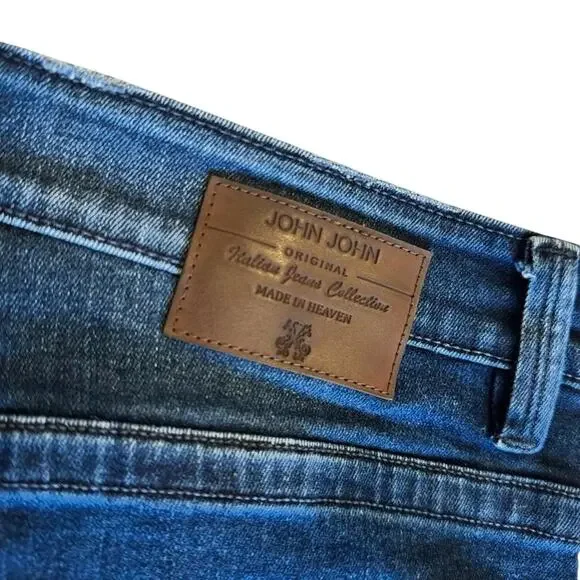 JOHN JOHN
ORIGINAL
Italian Jeans Collection
MADE IN HEAVEN